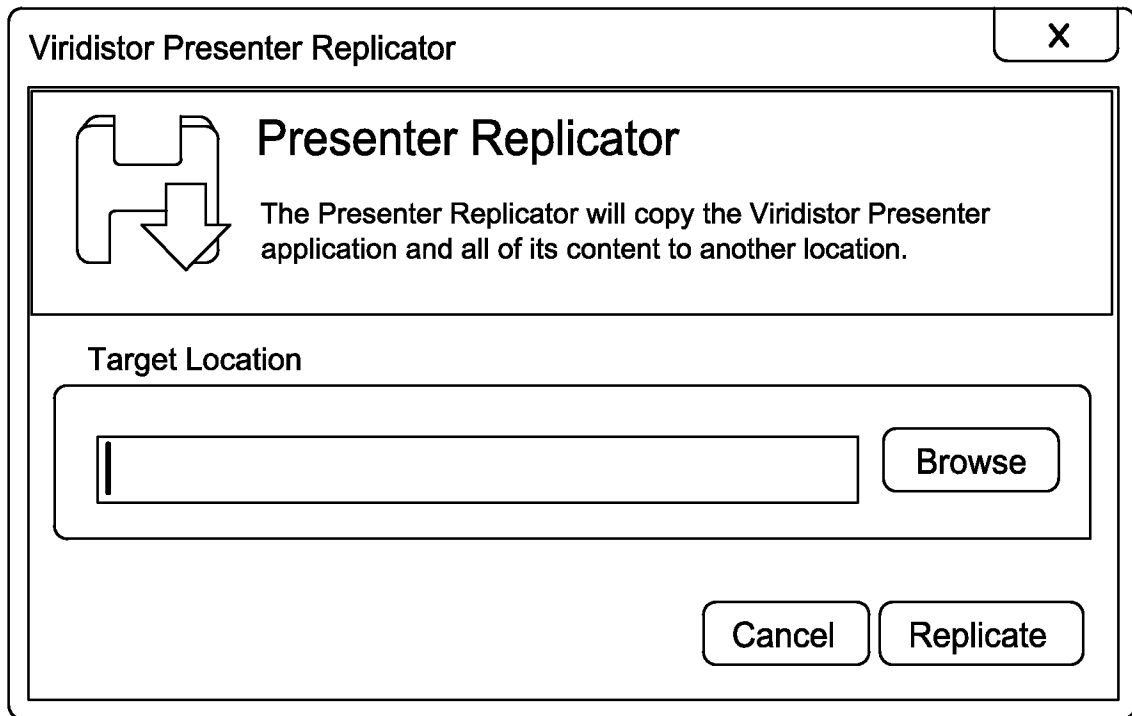 Viridistor Presenter Replicator
X
Presenter Replicator
The Presenter Replicator will copy the Viridistor Presenter
application and all of its content to another location.
Target Location
Browse
Cancel
Replicate